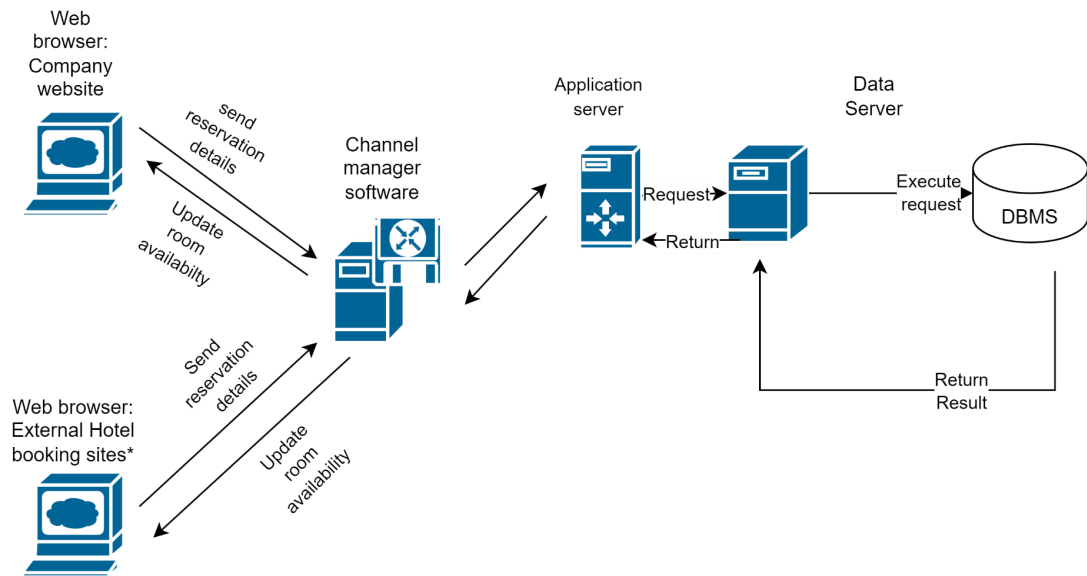 Web
browser:
Company
website
send
reservation
details
Update
room
availabilty
Channel
manager
software
Application
server
Data
Server
Request
Return
Execute
request
DBMS
Return
Result
Send
reservation
details
Update
room
availability
Web browser:
External Hotel
booking sites*